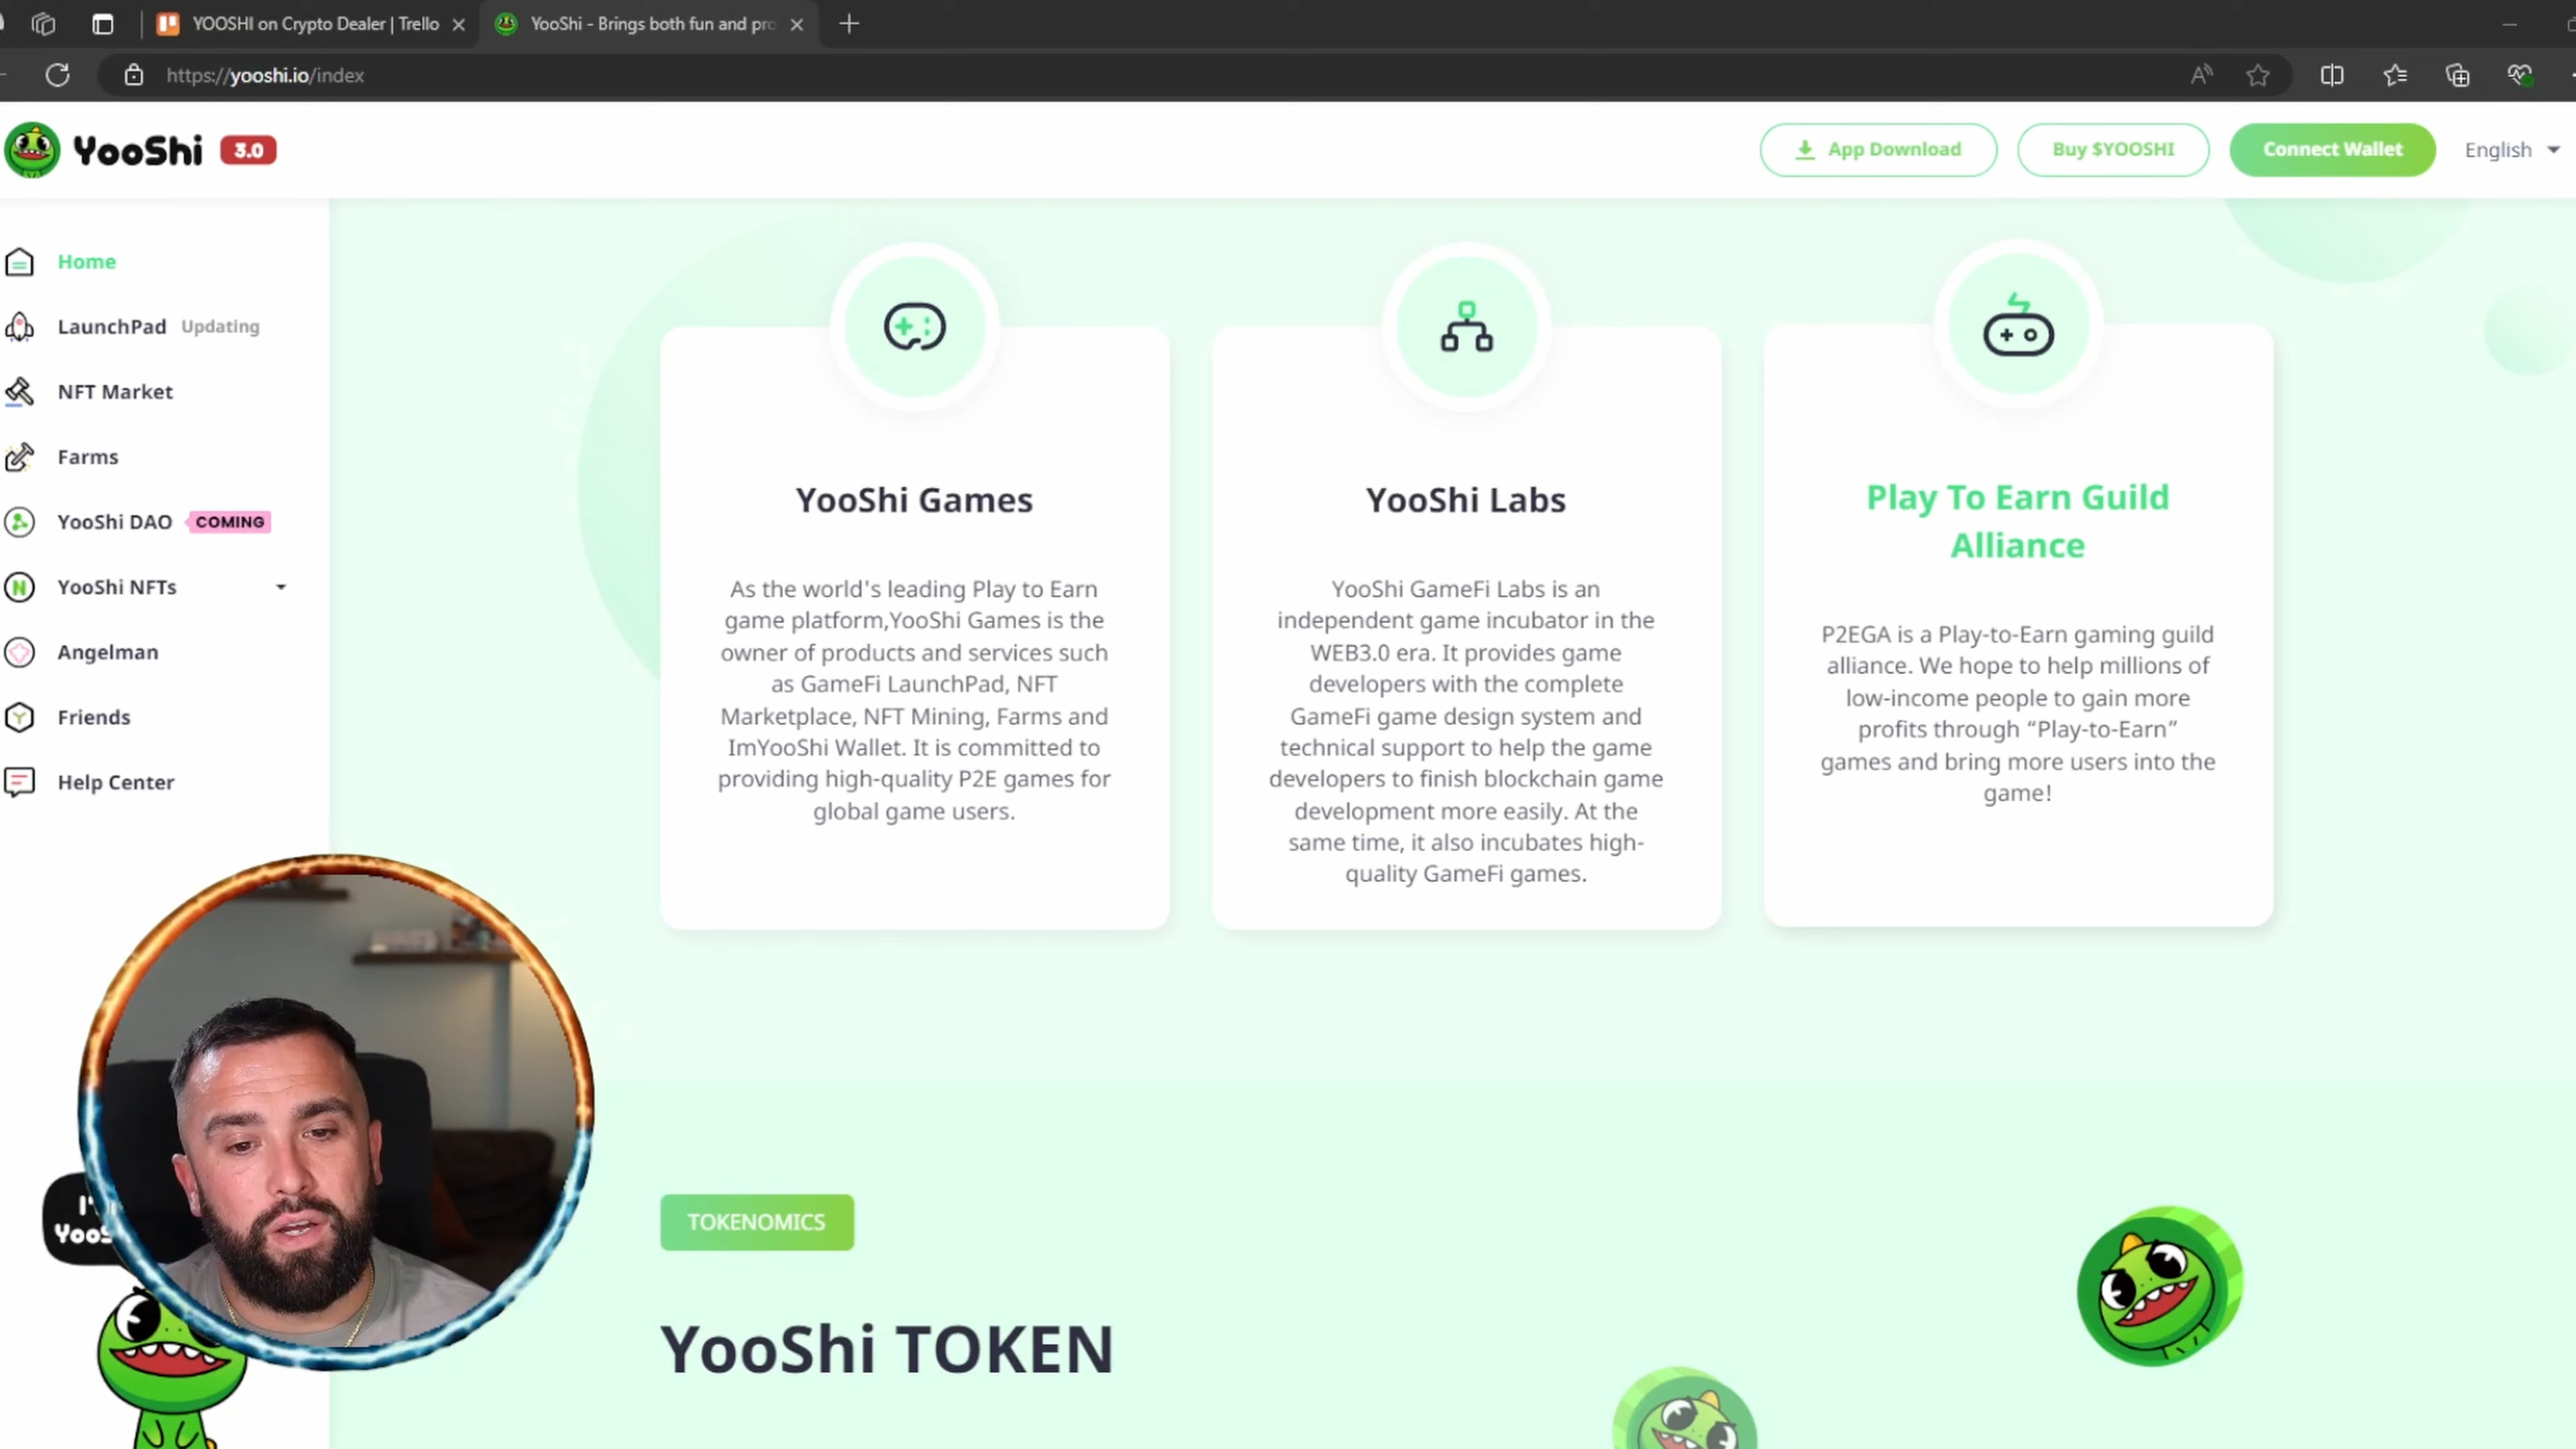 YOOSHI on Crypto Dealer | Trello
YooShi - Brings both fun and pro
https://yooshi.io/index
YooShi 3.0
App Download
Buy $YOOSHI
Connect Wallet
English
Home
LaunchPad Updating
NFT Market
Farms
YooShi DAO COMING
YooShi NFTs
Angelman
Friends
Help Center
YooShi Games
As the world's leading Play to Earn
game platform,YooShi Games is the
owner of products and services such
as GameFi LaunchPad, NFT
Marketplace, NFT Mining, Farms and
ImYooShi Wallet. It is committed to
providing high-quality P2E games for
global game users.
YooShi Labs
YooShi GameFi Labs is an
independent game incubator in the
WEB3.0 era. It provides game
developers with the complete
GameFi game design system and
technical support to help the game
developers to finish blockchain game
development more easily. At the
same time, it also incubates high-
quality GameFi games.
Play To Earn Guild
Alliance
P2EGA is a Play-to-Earn gaming guild
alliance. We hope to help millions of
low-income people to gain more
profits through “Play-to-Earn”
games and bring more users into the
game!
TOKENOMICS
YooShi TOKEN